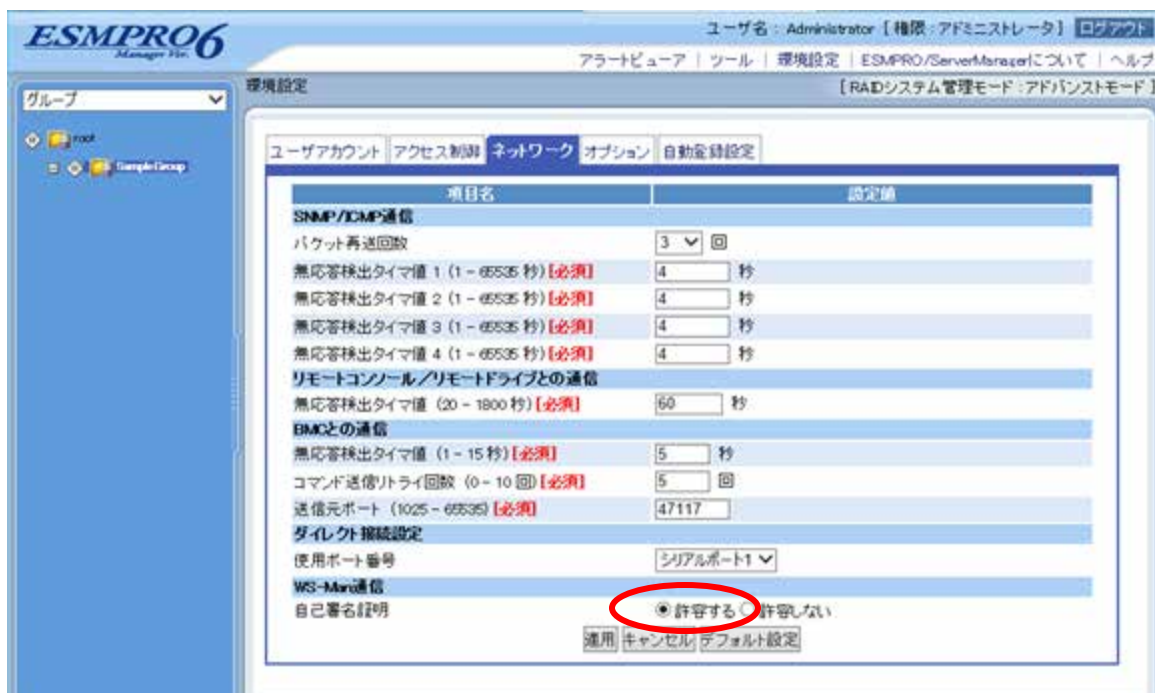 ESMPRO6
Manager Ver.
ユーザ名 : Administrator [ 権限 : アドミニストレータ ] ログアウト
アラートビューア | ツール | 環境設定 | ESMPRO/ServerManagerについて | ヘルプ
グループ
root
SampleGroup
環境設定
[ RAIDシステム管理モード : アドバンストモード ]
ユーザアカウント アクセス制御 ネットワーク オプション 自動登録設定
項目名 設定値
SNMP/ICMP通信
パケット再送回数 3 回
無応答検出タイマ値 1 (1 - 65535 秒) [必須] 4 秒
無応答検出タイマ値 2 (1 - 65535 秒) [必須] 4 秒
無応答検出タイマ値 3 (1 - 65535 秒) [必須] 4 秒
無応答検出タイマ値 4 (1 - 65535 秒) [必須] 4 秒
リモートコンソール/リモートドライブとの通信
無応答検出タイマ値 (20 - 1800 秒) [必須] 60 秒
BMCとの通信
無応答検出タイマ値 (1 - 15 秒) [必須] 5 秒
コマンド送信リトライ回数 (0 - 10 回) [必須] 5 回
送信元ポート (1025 - 65535) [必須] 47117
ダイレクト接続設定
使用ポート番号 シリアルポート1
WS-Man通信
自己署名証明 許容する 許容しない
適用 キャンセル デフォルト設定